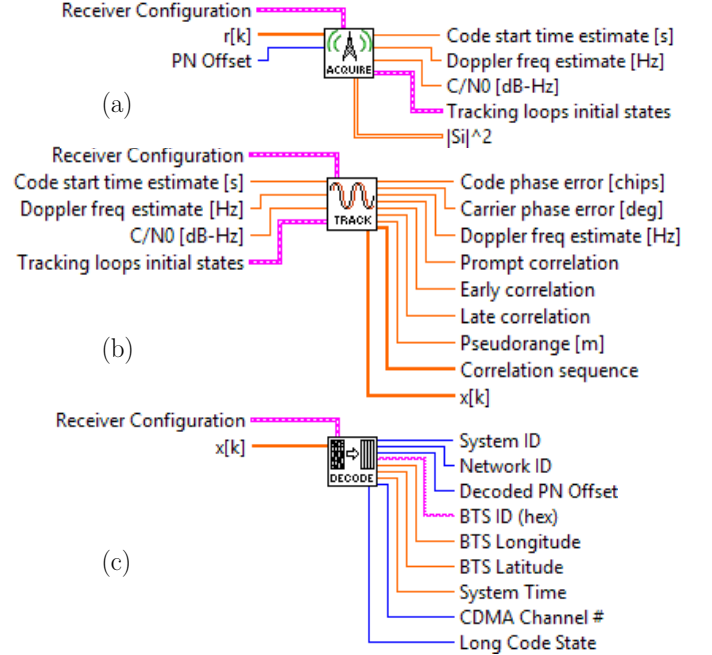 Receiver Configuration
r[k]
PN Offset
ACQUIRE
Code start time estimate [s]
Doppler freq estimate [Hz]
C/N0 [dB-Hz]
Tracking loops initial states
|Si|^2
(a)
Receiver Configuration
Code start time estimate [s]
Doppler freq estimate [Hz]
C/N0 [dB-Hz]
Tracking loops initial states
TRACK
Code phase error [chips]
Carrier phase error [deg]
Doppler freq estimate [Hz]
Prompt correlation
Early correlation
Late correlation
Pseudorange [m]
Correlation sequence
x[k]
(b)
Receiver Configuration
x[k]
DECODE
System ID
Network ID
Decoded PN Offset
BTS ID (hex)
BTS Longitude
BTS Latitude
System Time
CDMA Channel #
Long Code State
(c)